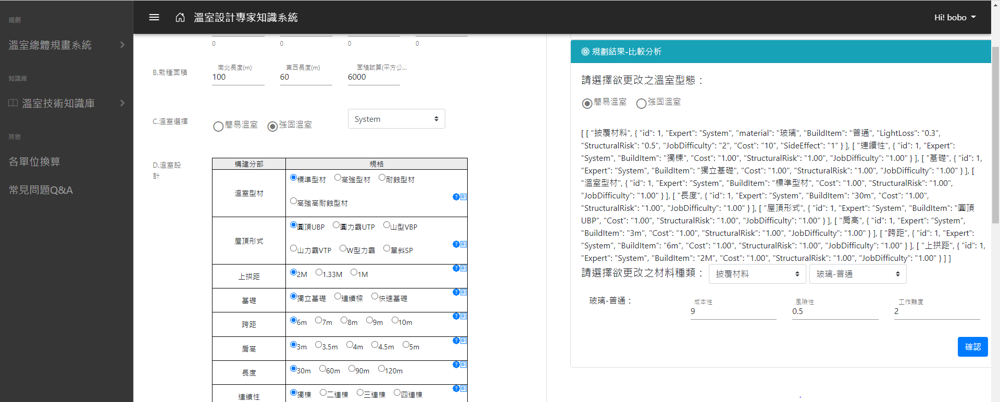 規劃
溫室總體規畫系統
知識庫
溫室技術知識庫
其他
各單位換算
常見問題Q&A
溫室設計專家知識系統
Hi! bobo
0 0 0 0
B.栽種面積
南北長度(m) 東西長度(m) 面積試算(平方公...
100 60 6000
C.溫室選擇
簡易溫室 強固溫室 System
D.溫室設
計
構建分部 規格
溫室型材
標準型材 高強型材 耐蝕型材
高強高耐蝕型材
屋頂形式
圓頂UBP 圓力霸UTP 山型VBP
山力霸VTP W型力霸 單斜SP
上拱距 2M 1.33M 1M
基礎 獨立基礎 連續樑 快速基礎
跨距 6m 7m 8m 9m 10m
肩高 3m 3.5m 4m 4.5m 5m
長度 30m 60m 90m 120m
連續性 獨棟 二連棟 三連棟 四連棟
規劃結果-比較分析
請選擇欲更改之溫室型態：
簡易溫室 強固溫室
[ [ "披覆材料", { "id": 1, "Expert": "System", "material": "玻璃", "BuildItem": "普通", "LightLoss": "0.3",
"StructuralRisk": "0.5", "JobDifficulty": "2", "Cost": "10", "SideEffect": "1" } ], [ "連續性", { "id": 1, "Expert":
"System", "BuildItem": "獨棟", "Cost": "1.00", "StructuralRisk": "1.00", "JobDifficulty": "1.00" } ], [ "基礎", { "id": 1,
"Expert": "System", "BuildItem": "獨立基礎", "Cost": "1.00", "StructuralRisk": "1.00", "JobDifficulty": "1.00" } ], [
"溫室型材", { "id": 1, "Expert": "System", "BuildItem": "標準型材", "Cost": "1.00", "StructuralRisk": "1.00",
"JobDifficulty": "1.00" } ], [ "長度", { "id": 1, "Expert": "System", "BuildItem": "30m", "Cost": "1.00",
"StructuralRisk": "1.00", "JobDifficulty": "1.00" } ], [ "屋頂形式", { "id": 1, "Expert": "System", "BuildItem": "圓頂
UBP", "Cost": "1.00", "StructuralRisk": "1.00", "JobDifficulty": "1.00" } ], [ "肩高", { "id": 1, "Expert": "System",
"BuildItem": "3m", "Cost": "1.00", "StructuralRisk": "1.00", "JobDifficulty": "1.00" } ], [ "跨距", { "id": 1, "Expert":
"System", "BuildItem": "6m", "Cost": "1.00", "StructuralRisk": "1.00", "JobDifficulty": "1.00" } ], [ "上拱距", { "id": 1,
"Expert": "System", "BuildItem": "2M", "Cost": "1.00", "StructuralRisk": "1.00", "JobDifficulty": "1.00" } ] ]
請選擇欲更改之材料種類： 披覆材料 玻璃-普通
玻璃-普通：
成本性 風險性 工作難度
9 0.5 2
確認